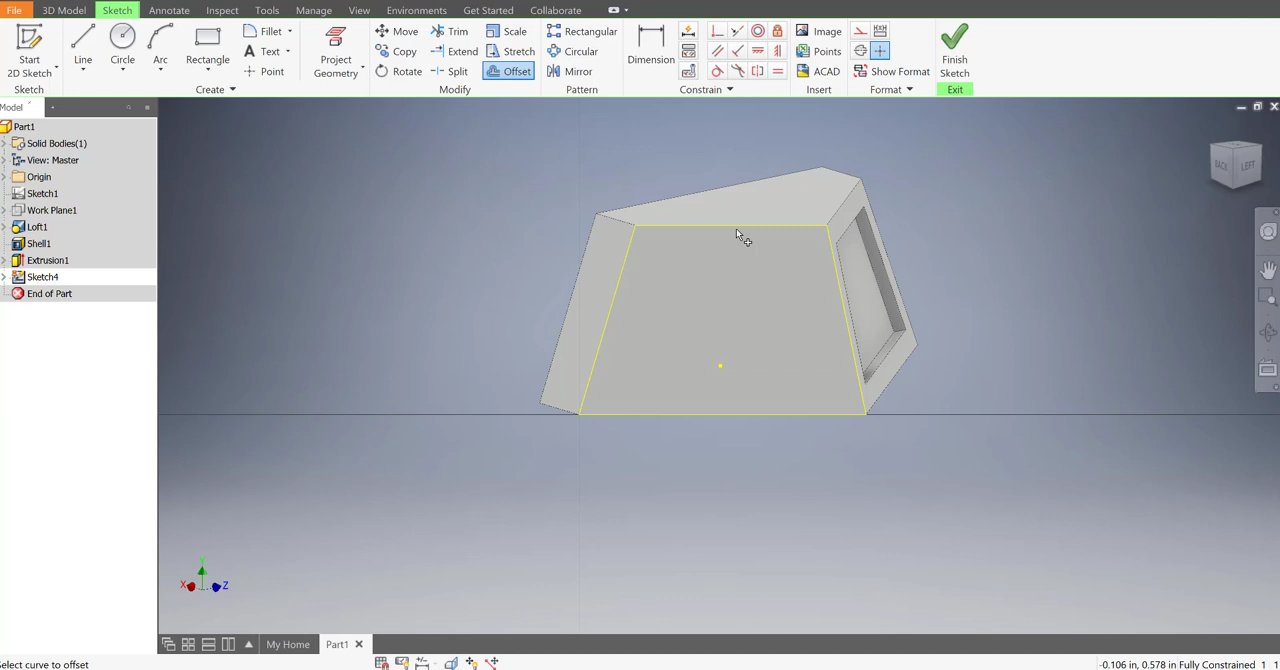 File 3D Model Sketch Annotate Inspect Tools Manage View Environments Get Started Collaborate
Fillet Move Trim Scale Rectangular Image
Text Copy Extend Stretch Circular Points
Start 2D Sketch Line Circle Arc Rectangle Project Geometry Dimension Finish Sketch
Point Rotate Split Offset Mirror ACAD Show Format
Sketch Create Modify Pattern Constrain Insert Format Exit
Model
Part1
Solid Bodies(1)
View: Master
Origin
Sketch1
Work Plane1
Loft1
Shell1
Extrusion1
Sketch4
End of Part
BACK LEFT
Y
X Z
My Home Part1
Select curve to offset -0.106 in, 0.578 in Fully Constrained 1 1